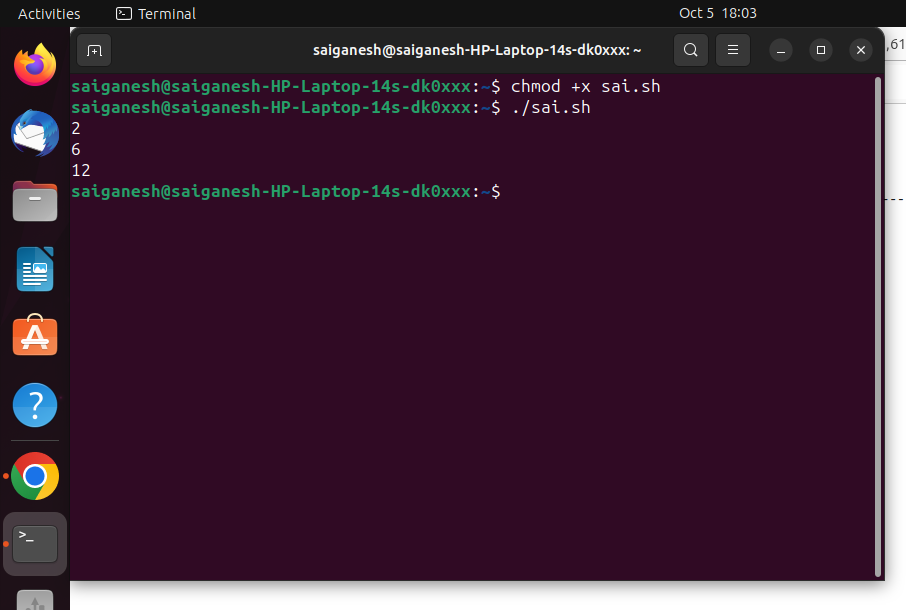 Activities
Terminal
Oct 5 18:03
saiganesh@saiganesh-HP-Laptop-14s-dk0xxx: ~
,61
saiganesh@saiganesh-HP-Laptop-14s-dk0xxx:~$ chmod +x sai.sh
saiganesh@saiganesh-HP-Laptop-14s-dk0xxx:~$ ./sai.sh
2
6
12
saiganesh@saiganesh-HP-Laptop-14s-dk0xxx:~$
---